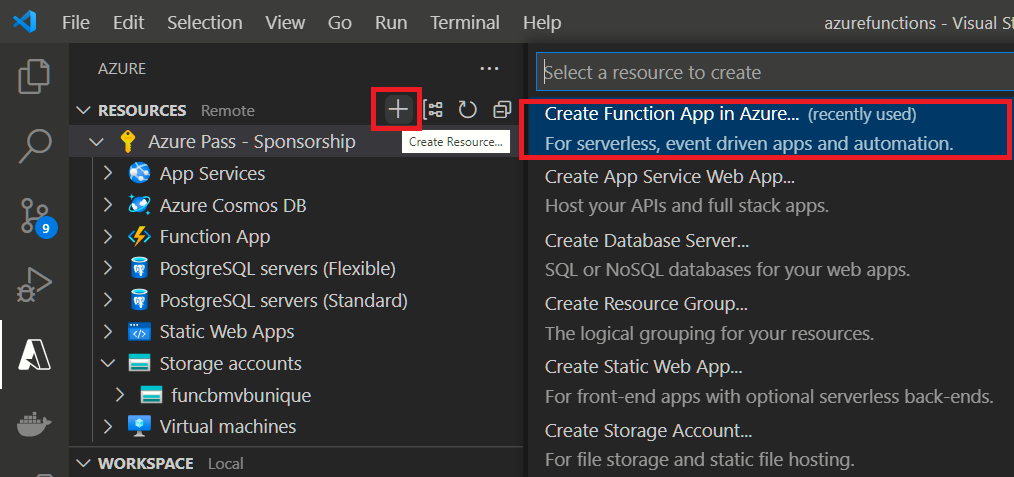 File Edit Selection View Go Run Terminal Help
azurefunctions - Visual St
AZURE
RESOURCES Remote
Create Resource...
Azure Pass - Sponsorship
App Services
Azure Cosmos DB
Function App
PostgreSQL servers (Flexible)
PostgreSQL servers (Standard)
Static Web Apps
Storage accounts
funcbmvbunique
Virtual machines
WORKSPACE Local
9
Select a resource to create
Create Function App in Azure... (recently used)
For serverless, event driven apps and automation.
Create App Service Web App...
Host your APIs and full stack apps.
Create Database Server...
SQL or NoSQL databases for your web apps.
Create Resource Group...
The logical grouping for your resources.
Create Static Web App...
For front-end apps with optional serverless back-ends.
Create Storage Account...
For file storage and static file hosting.